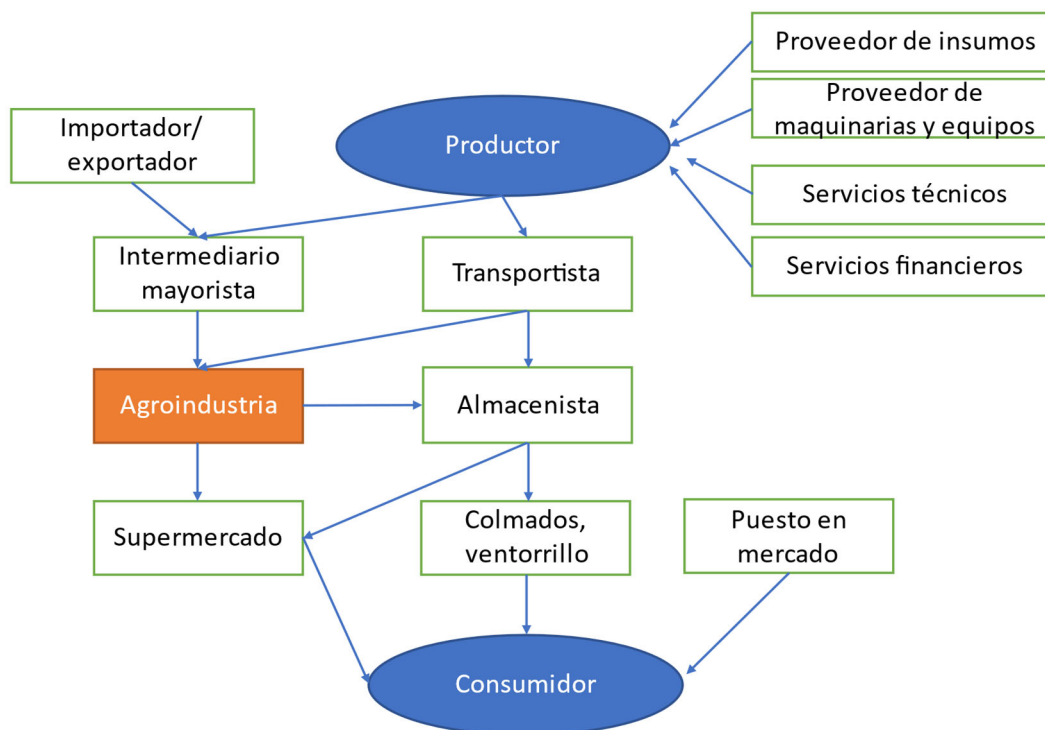 Proveedor de insumos
Proveedor de
maquinarias y equipos
Importador/
exportador
Productor
Servicios técnicos
Intermediario
mayorista
Transportista
Servicios financieros
Agroindustria
Almacenista
Supermercado
Colmados,
ventorrillo
Puesto en
mercado
Consumidor